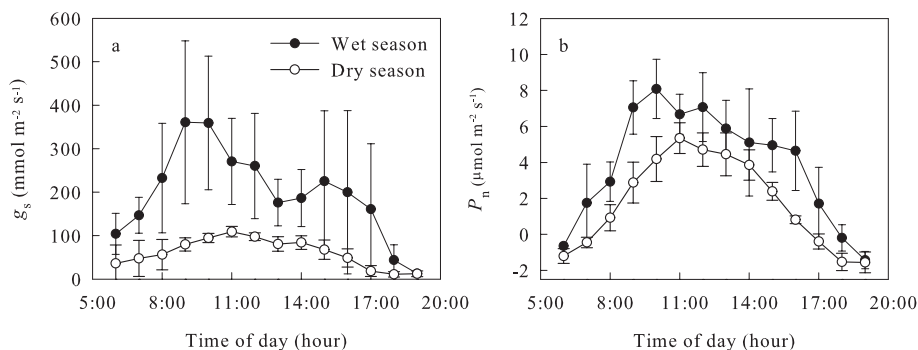 600
500
400
300
200
100
0
a
Wet season
Dry season
g_s (mmol m⁻² s⁻¹)
5:00 8:00 11:00 14:00 17:00 20:00
Time of day (hour)
12
10
8
6
4
2
0
-2
b
P_n (μmol m⁻² s⁻¹)
5:00 8:00 11:00 14:00 17:00 20:00
Time of day (hour)